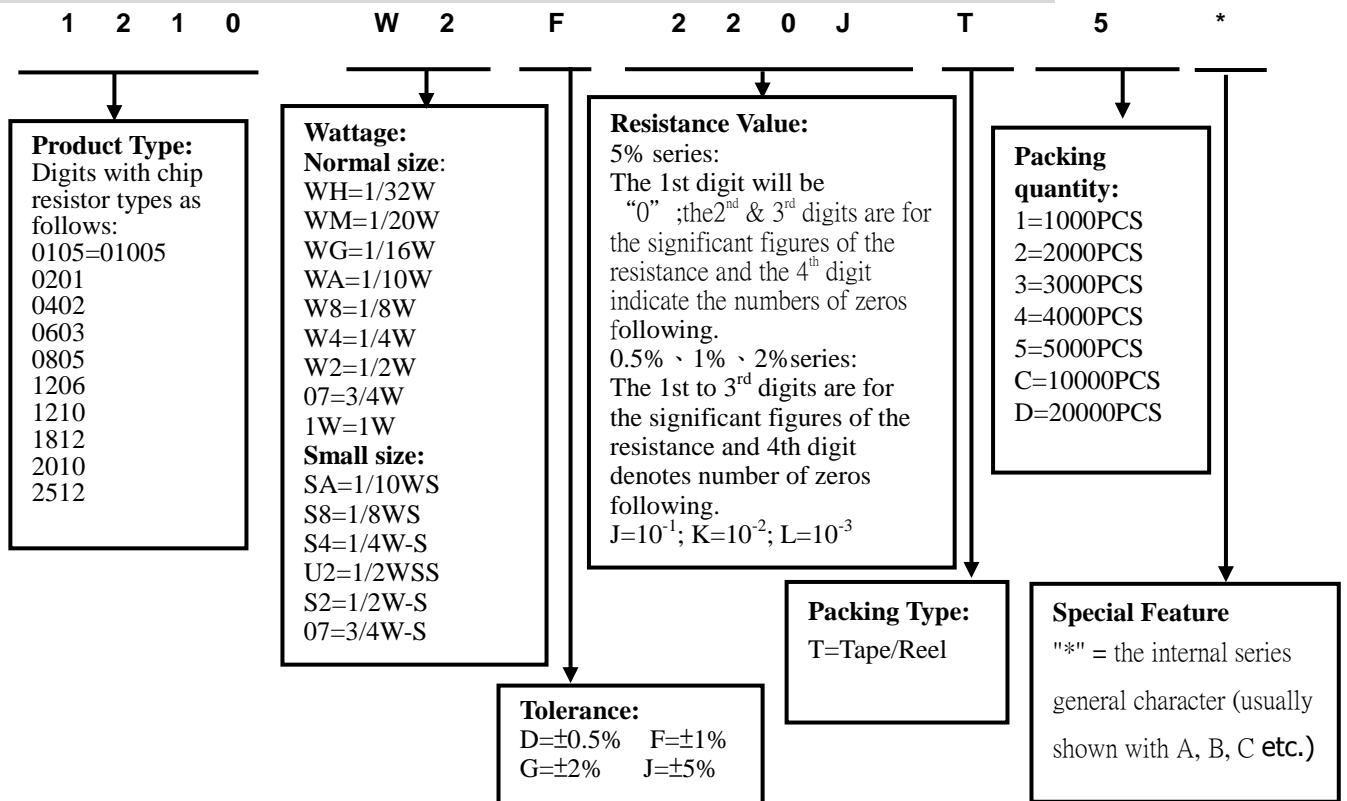 1 2 1 0 W 2 F 2 2 0 J T 5 *
Product Type:
Digits with chip
resistor types as
follows:
0105=01005
0201
0402
0603
0805
1206
1210
1812
2010
2512
Wattage:
Normal size:
WH=1/32W
WM=1/20W
WG=1/16W
WA=1/10W
W8=1/8W
W4=1/4W
W2=1/2W
07=3/4W
1W=1W
Small size:
SA=1/10WS
S8=1/8WS
S4=1/4W-S
U2=1/2WSS
S2=1/2W-S
07=3/4W-S
Tolerance:
D=±0.5% F=±1%
G=±2% J=±5%
Resistance Value:
5% series:
The 1st digit will be
“0” ;the2nd & 3rd digits are for
the significant figures of the
resistance and the 4th digit
indicate the numbers of zeros
following.
0.5%、1%、2%series:
The 1st to 3rd digits are for
the significant figures of the
resistance and 4th digit
denotes number of zeros
following.
J=10-1; K=10-2; L=10-3
Packing Type:
T=Tape/Reel
Packing
quantity:
1=1000PCS
2=2000PCS
3=3000PCS
4=4000PCS
5=5000PCS
C=10000PCS
D=20000PCS
Special Feature
"*" = the internal series
general character (usually
shown with A, B, C etc.)